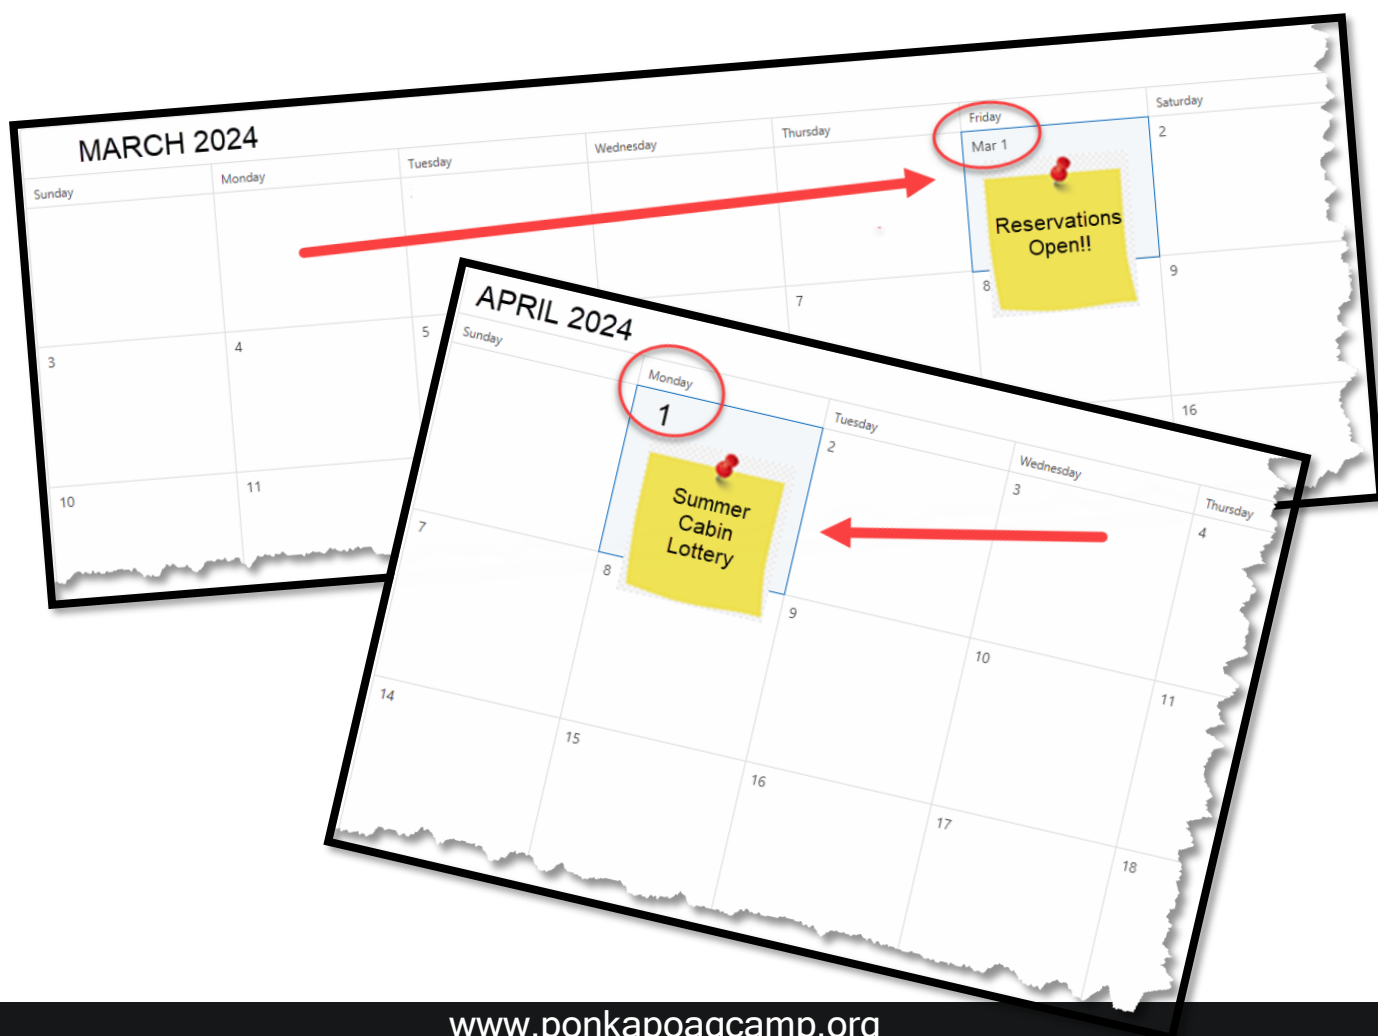 MARCH 2024
Sunday
Monday
Tuesday
Wednesday
Thursday
Friday
Saturday
Mar 1
2
Reservations
Open!!
3
4
5
7
8
9
10
11
16
APRIL 2024
Sunday
Monday
Tuesday
Wednesday
Thursday
1
2
3
4
Summer
Cabin
Lottery
7
8
9
10
11
14
15
16
17
18
www.ponkapoagcamp.org